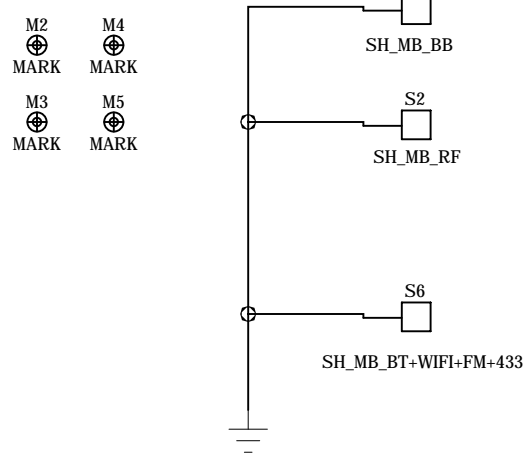 M2 M4
MARK MARK
M3 M5
MARK MARK
SH_MB_BB
S2
SH_MB_RF
S6
SH_MB_BT+WIFI+FM+433